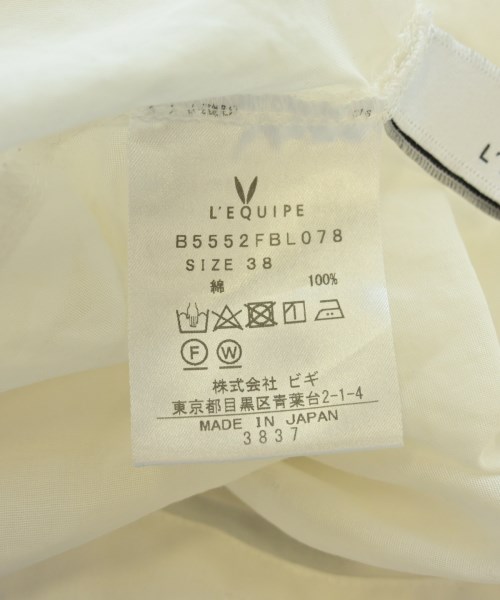 L'EQUIPE
B5552FBL078
SIZE 38
綿 100%
F W
株式会社 ビギ
東京都目黒区青葉台2-1-4
MADE IN JAPAN
3837
L'